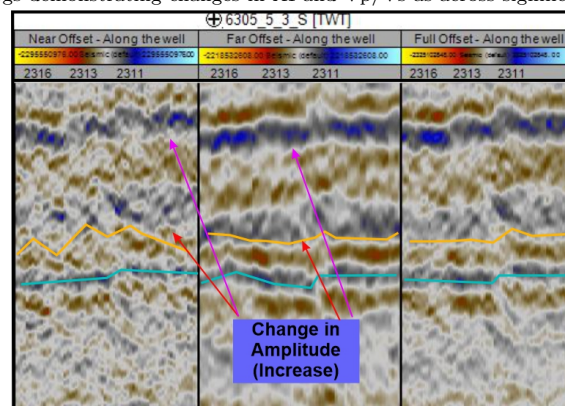 gs demonstrating changes in AI and Vp/Vs as across signific
6305_5_3_S [TWT]
Near Offset - Along the well
Far Offset - Along the well
Full Offset - Along the well
2316 2313 2311
2316 2313 2311
2316 2313 2311
Change in
Amplitude
(Increase)